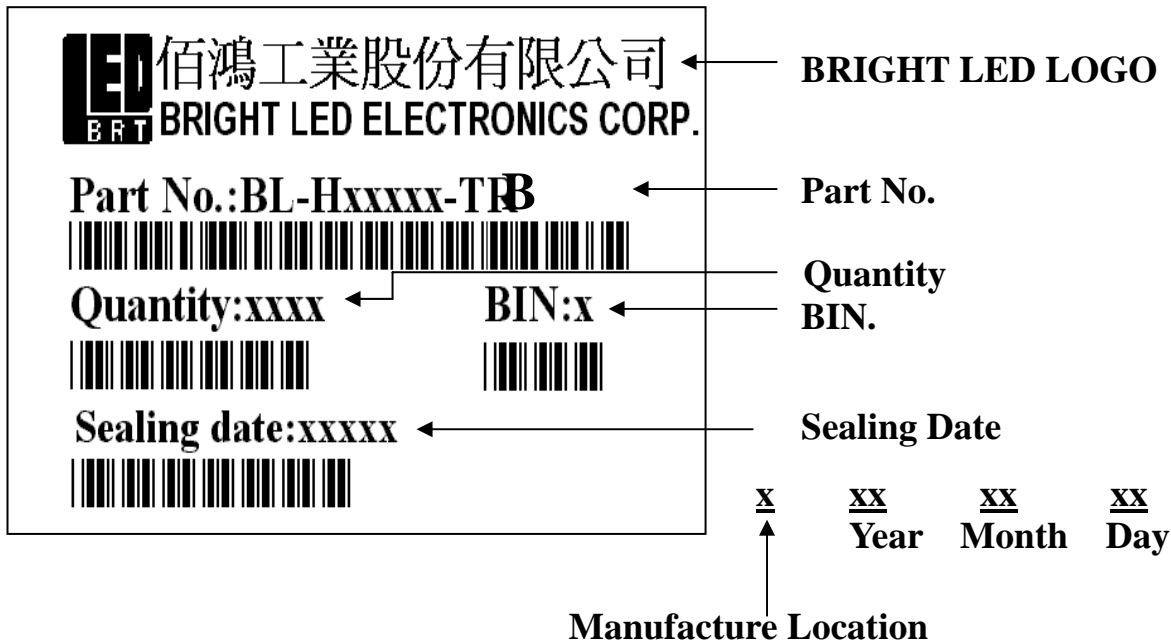 LED 佰鴻工業股份有限公司
BRT BRIGHT LED ELECTRONICS CORP.
BRIGHT LED LOGO
Part No.:BL-Hxxxxx-TRB
Part No.
Quantity
Quantity:xxxx
BIN:x
BIN.
Sealing date:xxxxx
Sealing Date
x xx xx xx
Year Month Day
Manufacture Location